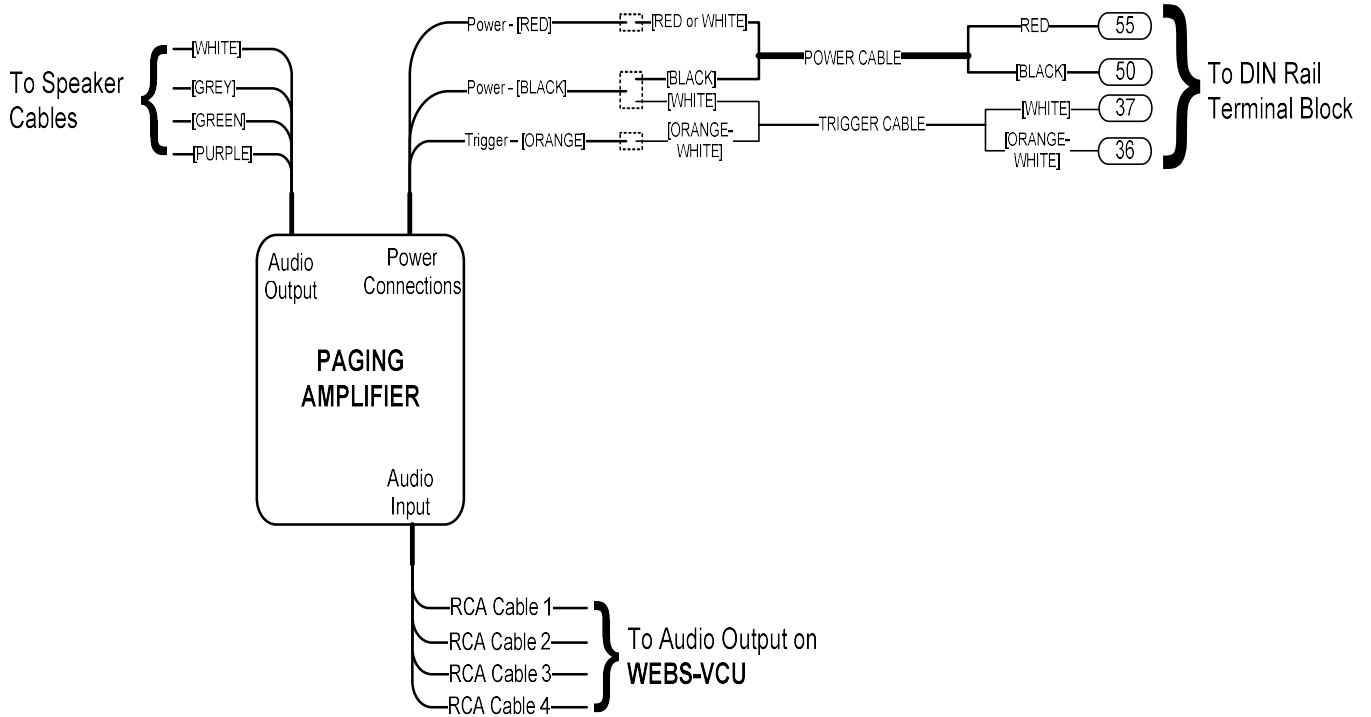 Power - [RED]
[RED or WHITE]
RED
55
[WHITE]
To Speaker
Cables
[GREY]
[GREEN]
[PURPLE]
Power - [BLACK]
[BLACK]
[WHITE]
POWER CABLE
[BLACK]
50
To DIN Rail
Terminal Block
Trigger – [ORANGE]
[ORANGE-
WHITE]
TRIGGER CABLE
[WHITE]
37
[ORANGE-
WHITE]
36
Audio
Output
Power
Connections
PAGING
AMPLIFIER
Audio
Input
RCA Cable 1
RCA Cable 2
RCA Cable 3
RCA Cable 4
To Audio Output on
WEBS-VCU